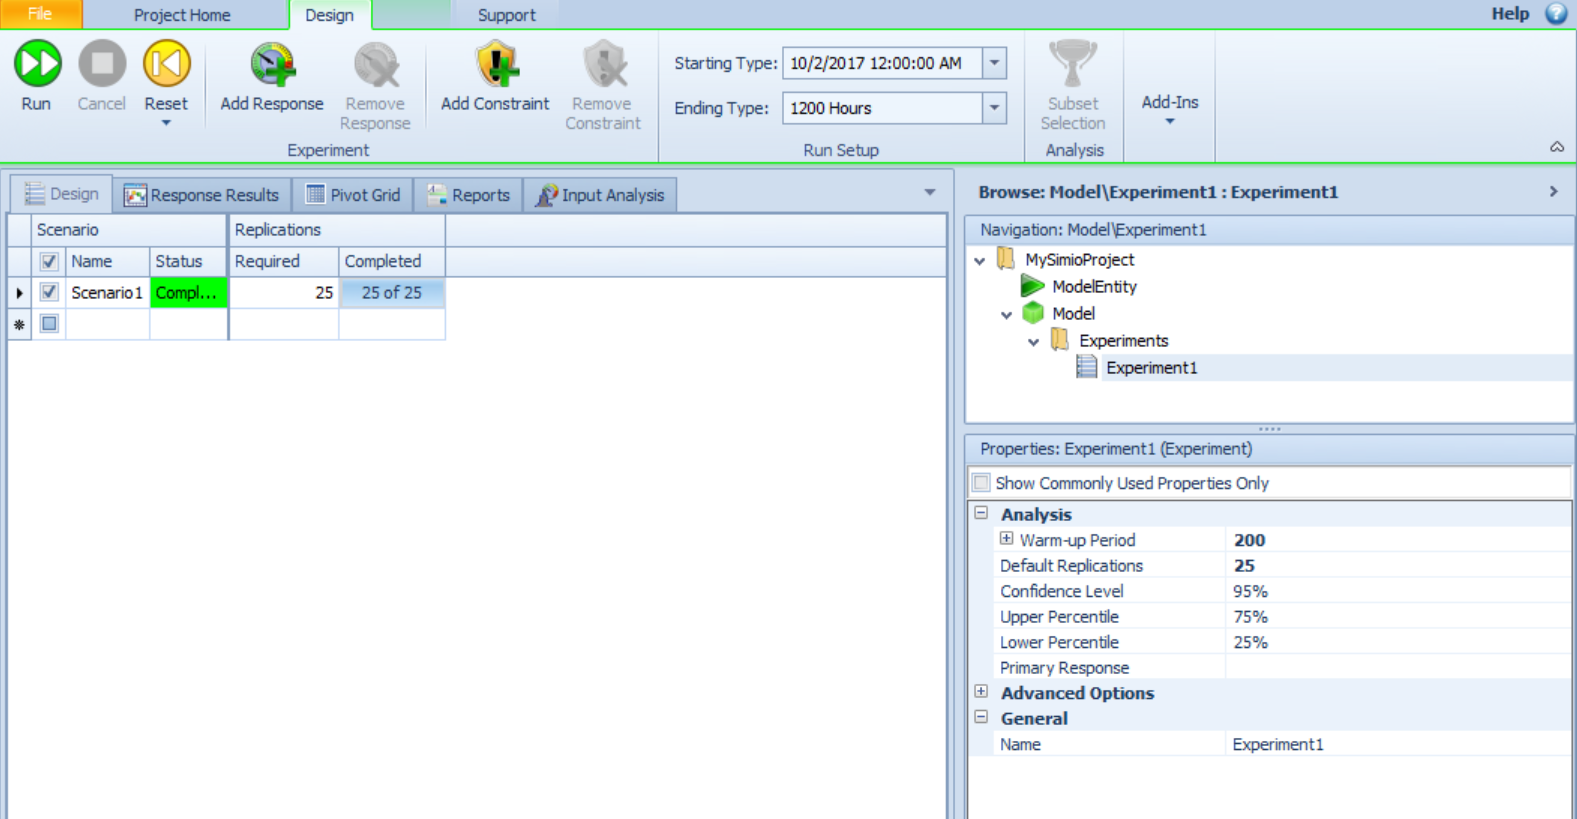 File Project Home Design Support Help
Run Cancel Reset Add Response Remove Response Add Constraint Remove Constraint
Starting Type: 10/2/2017 12:00:00 AM
Ending Type: 1200 Hours
Subset Selection Add-Ins
Experiment Run Setup Analysis
Design Response Results Pivot Grid Reports Input Analysis
Scenario Replications
Name Status Required Completed
Scenario1 Compl... 25 25 of 25
Browse: Model\Experiment1 : Experiment1
Navigation: Model\Experiment1
MySimioProject
ModelEntity
Model
Experiments
Experiment1
Properties: Experiment1 (Experiment)
Show Commonly Used Properties Only
Analysis
Warm-up Period 200
Default Replications 25
Confidence Level 95%
Upper Percentile 75%
Lower Percentile 25%
Primary Response
Advanced Options
General
Name Experiment1